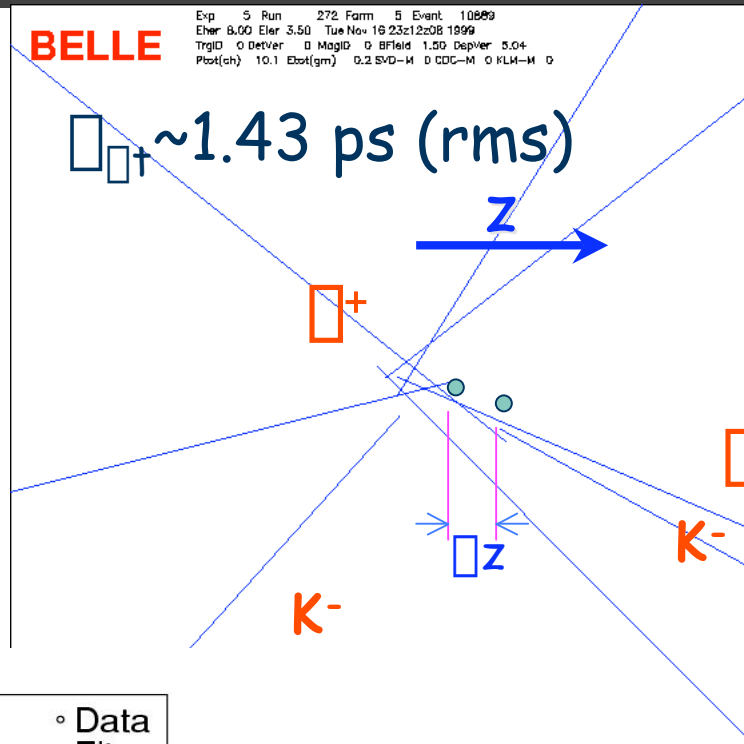 BELLE
Exp 5 Run 272 Farm 5 Event 10889
Eher 8.00 Eler 3.50 Tue Nov 16 23z12z08 1999
TrgID 0 DetVer 0 MagID 0 BField 1.50 DspVer 5.04
Ptot(ch) 10.1 Etot(gm) 0.2 SVD-M 0 CDC-M 0 KLM-M 0
□□t~1.43 ps (rms)
z
□+
□
K-
□z
K-
Data